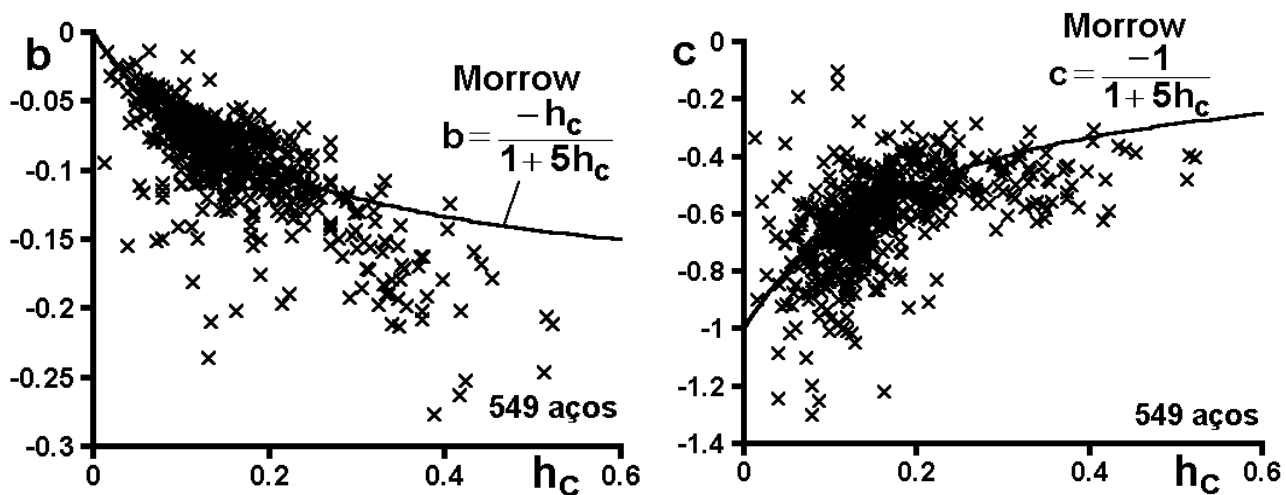 0
b
-0.05
-0.1
-0.15
-0.2
-0.25
-0.3
Morrow
b = -h_c / 1 + 5h_c
549 aços
0 0.2 0.4 h_C 0.6
0
c
-0.2
-0.4
-0.6
-0.8
-1
-1.2
-1.4
Morrow
c = -1 / 1 + 5h_c
549 aços
0 0.2 0.4 h_C 0.6